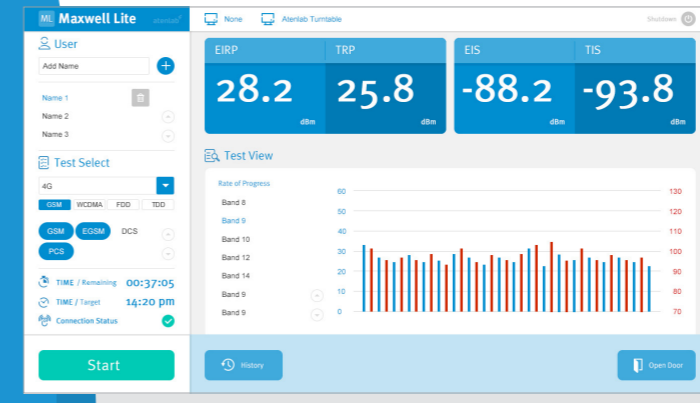 ML Maxwell Lite atenlab
None
Atenlab Turntable
Shutdown
User
Add Name
Name 1
Name 2
Name 3
Test Select
4G
GSM WCDMA FDD TDD
GSM EGSM DCS
PCS
TIME / Remaining 00:37:05
TIME / Target 14:20 pm
Connection Status
Start
EIRP TRP EIS TIS
28.2 25.8 -88.2 -93.8
dBm dBm dBm dBm
Test View
Rate of Progress
Band 8
Band 9
Band 10
Band 12
Band 14
Band 9
Band 9
60 130
50 120
40 110
30 100
20 90
10 80
0 70
History
Open Door